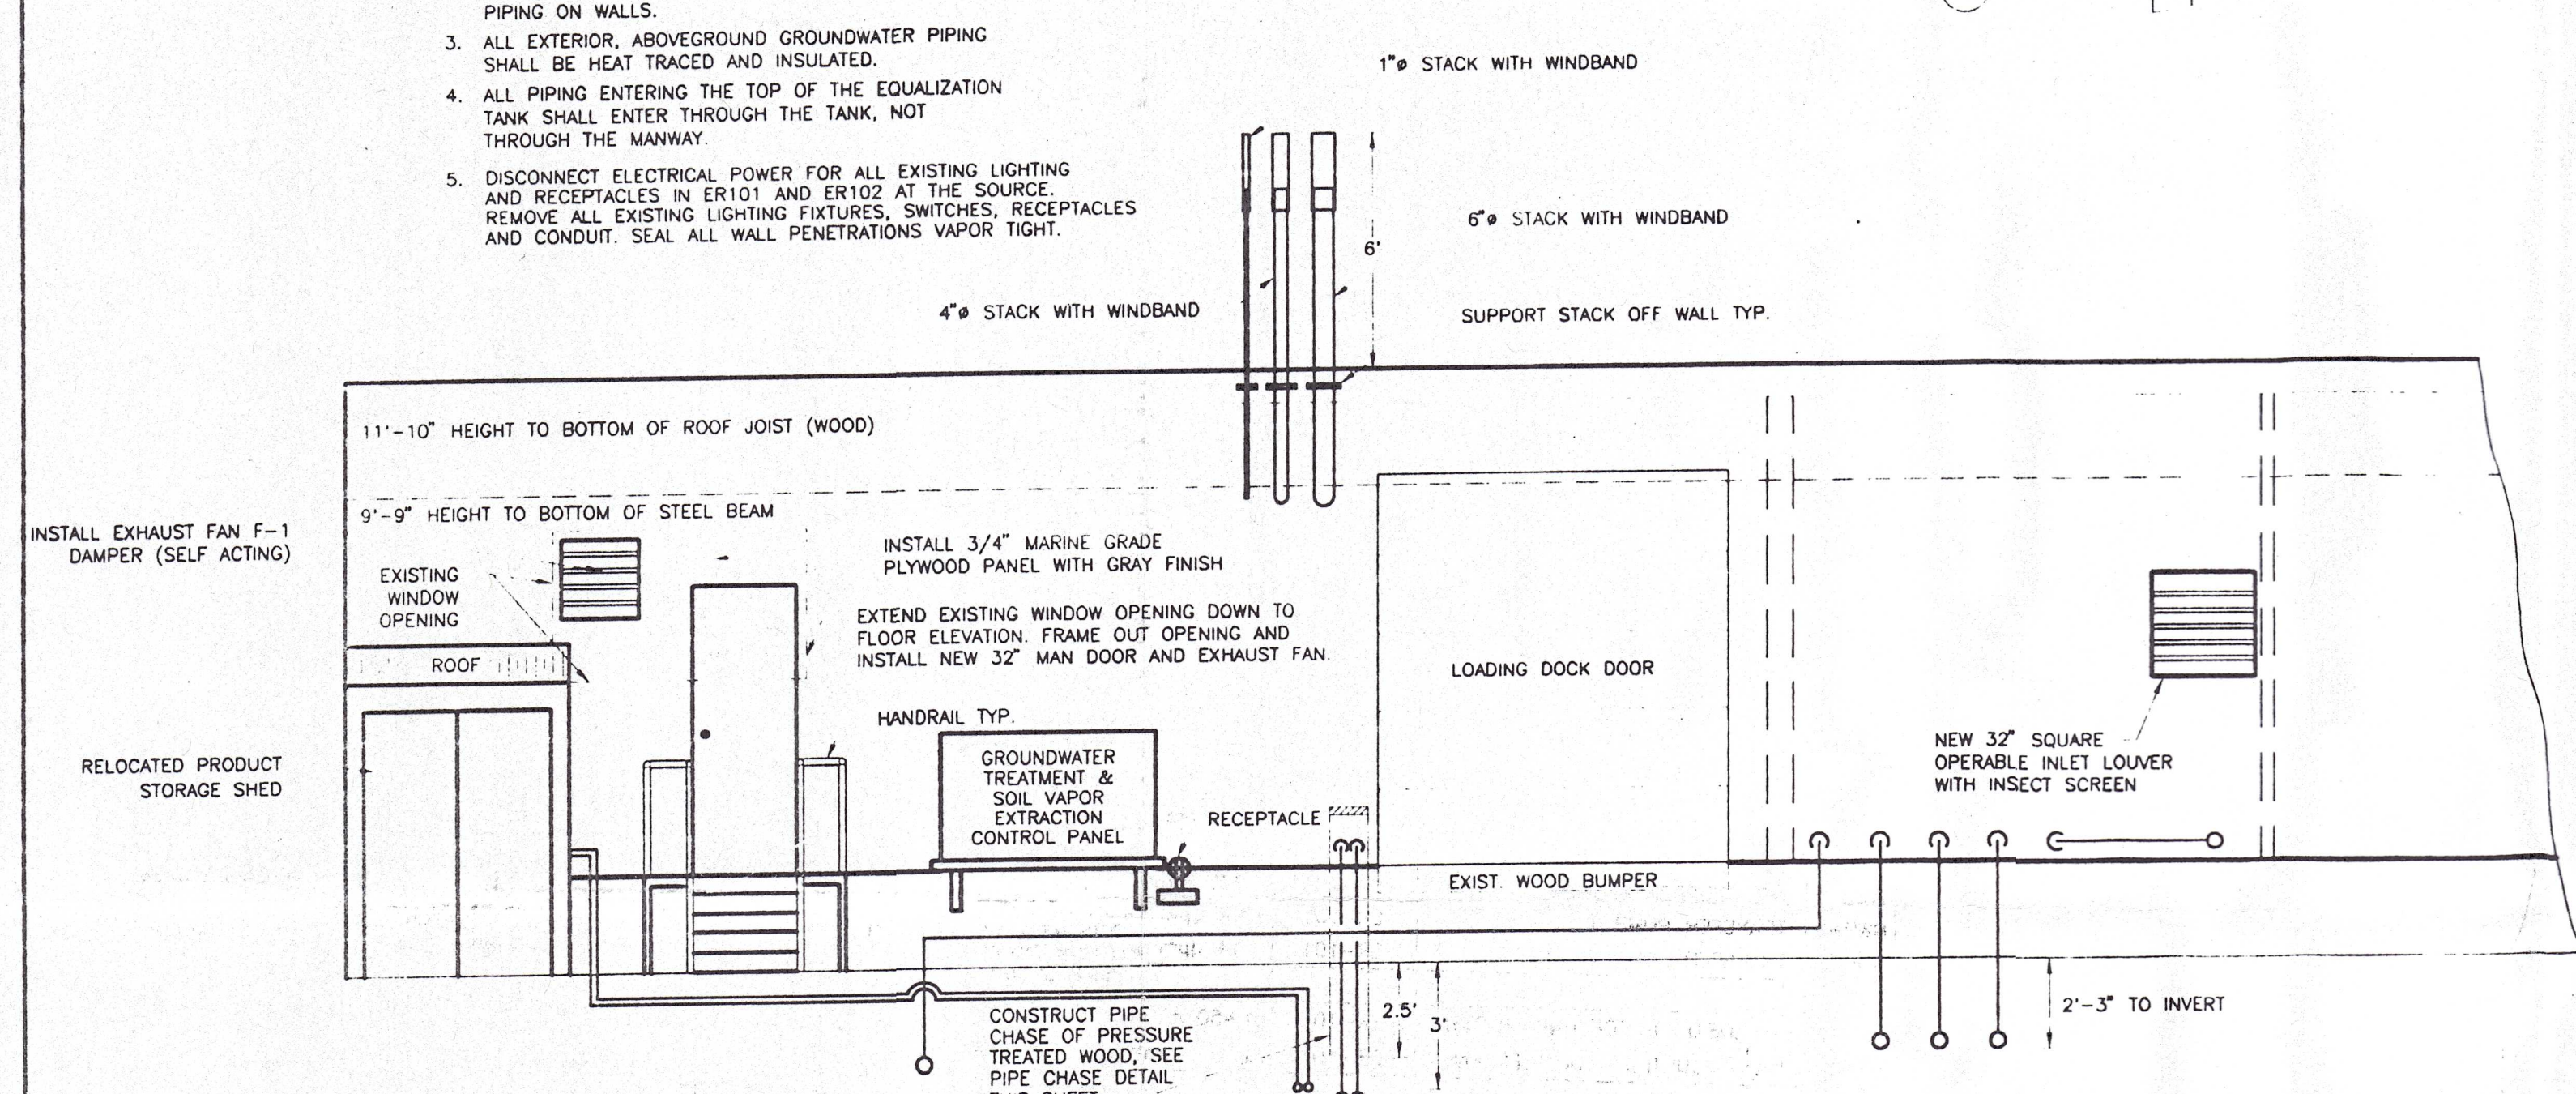 PIPING ON WALLS.
3. ALL EXTERIOR, ABOVEGROUND GROUNDWATER PIPING
SHALL BE HEAT TRACED AND INSULATED.
4. ALL PIPING ENTERING THE TOP OF THE EQUALIZATION
TANK SHALL ENTER THROUGH THE TANK, NOT
THROUGH THE MANWAY.
5. DISCONNECT ELECTRICAL POWER FOR ALL EXISTING LIGHTING
AND RECEPTACLES IN ER101 AND ER102 AT THE SOURCE.
REMOVE ALL EXISTING LIGHTING FIXTURES, SWITCHES, RECEPTACLES
AND CONDUIT. SEAL ALL WALL PENETRATIONS VAPOR TIGHT.
1"ø STACK WITH WINDBAND
6"ø STACK WITH WINDBAND
6'
4"ø STACK WITH WINDBAND
SUPPORT STACK OFF WALL TYP.
11'-10" HEIGHT TO BOTTOM OF ROOF JOIST (WOOD)
9'-9" HEIGHT TO BOTTOM OF STEEL BEAM
INSTALL EXHAUST FAN F-1
DAMPER (SELF ACTING)
EXISTING
WINDOW
OPENING
INSTALL 3/4" MARINE GRADE
PLYWOOD PANEL WITH GRAY FINISH
EXTEND EXISTING WINDOW OPENING DOWN TO
FLOOR ELEVATION. FRAME OUT OPENING AND
INSTALL NEW 32" MAN DOOR AND EXHAUST FAN.
ROOF
LOADING DOCK DOOR
HANDRAIL TYP.
RELOCATED PRODUCT
STORAGE SHED
GROUNDWATER
TREATMENT &
SOIL VAPOR
EXTRACTION
CONTROL PANEL
RECEPTACLE
NEW 32" SQUARE
OPERABLE INLET LOUVER
WITH INSECT SCREEN
EXIST. WOOD BUMPER
2.5'
3'
2'-3" TO INVERT
CONSTRUCT PIPE
CHASE OF PRESSURE
TREATED WOOD, SEE
PIPE CHASE DETAIL